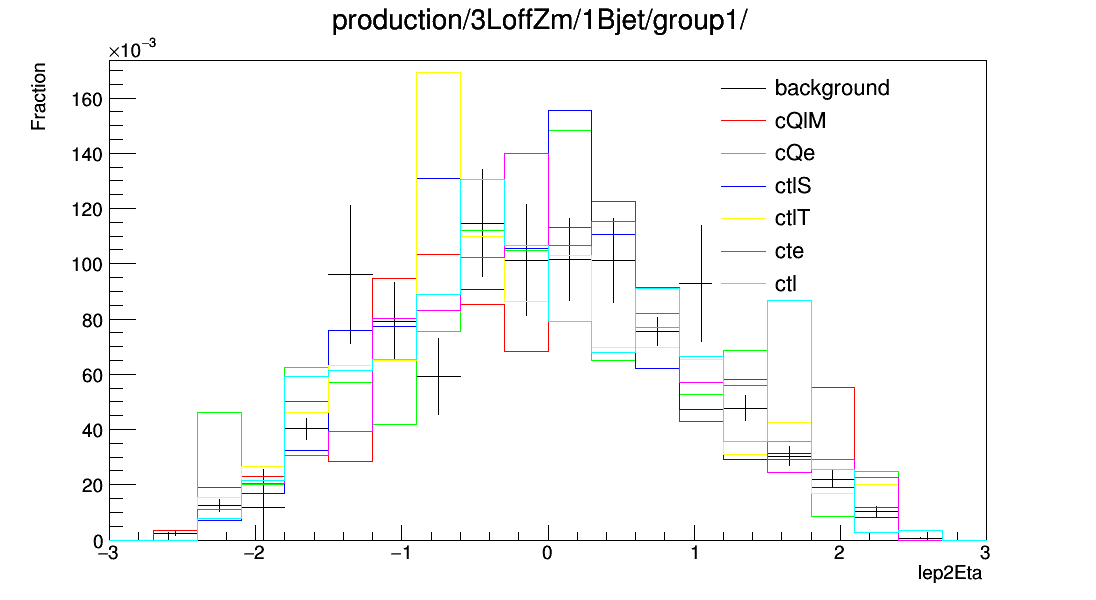 production/3LoffZm/1Bjet/group1/
×10⁻³
Fraction
background
cQlM
cQe
ctlS
ctlT
cte
ctl
160
140
120
100
80
60
40
20
0
−3 −2 −1 0 1 2 3
lep2Eta